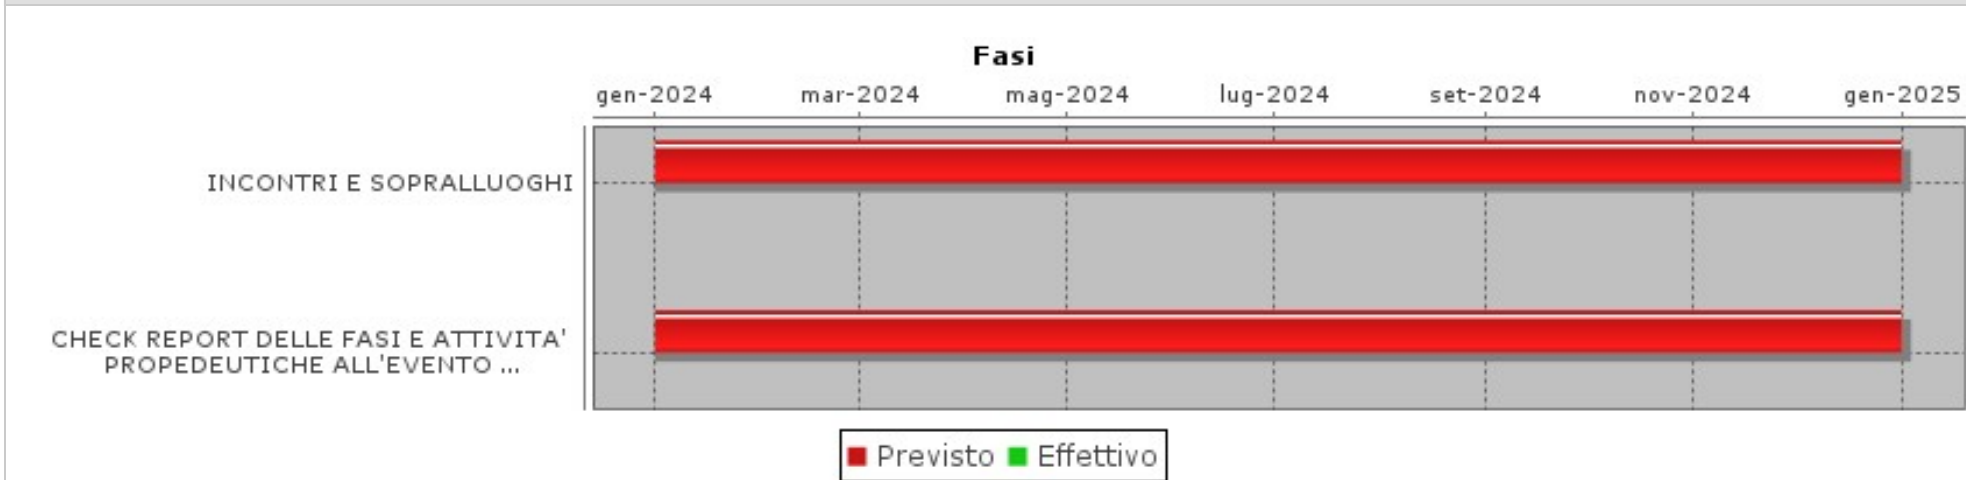 Fasi
gen-2024 mar-2024 mag-2024 lug-2024 set-2024 nov-2024 gen-2025
INCONTRI E SOPRALLUOGHI
CHECK REPORT DELLE FASI E ATTIVITA'
PROPEDEUTICHE ALL'EVENTO ...
Previsto Effettivo